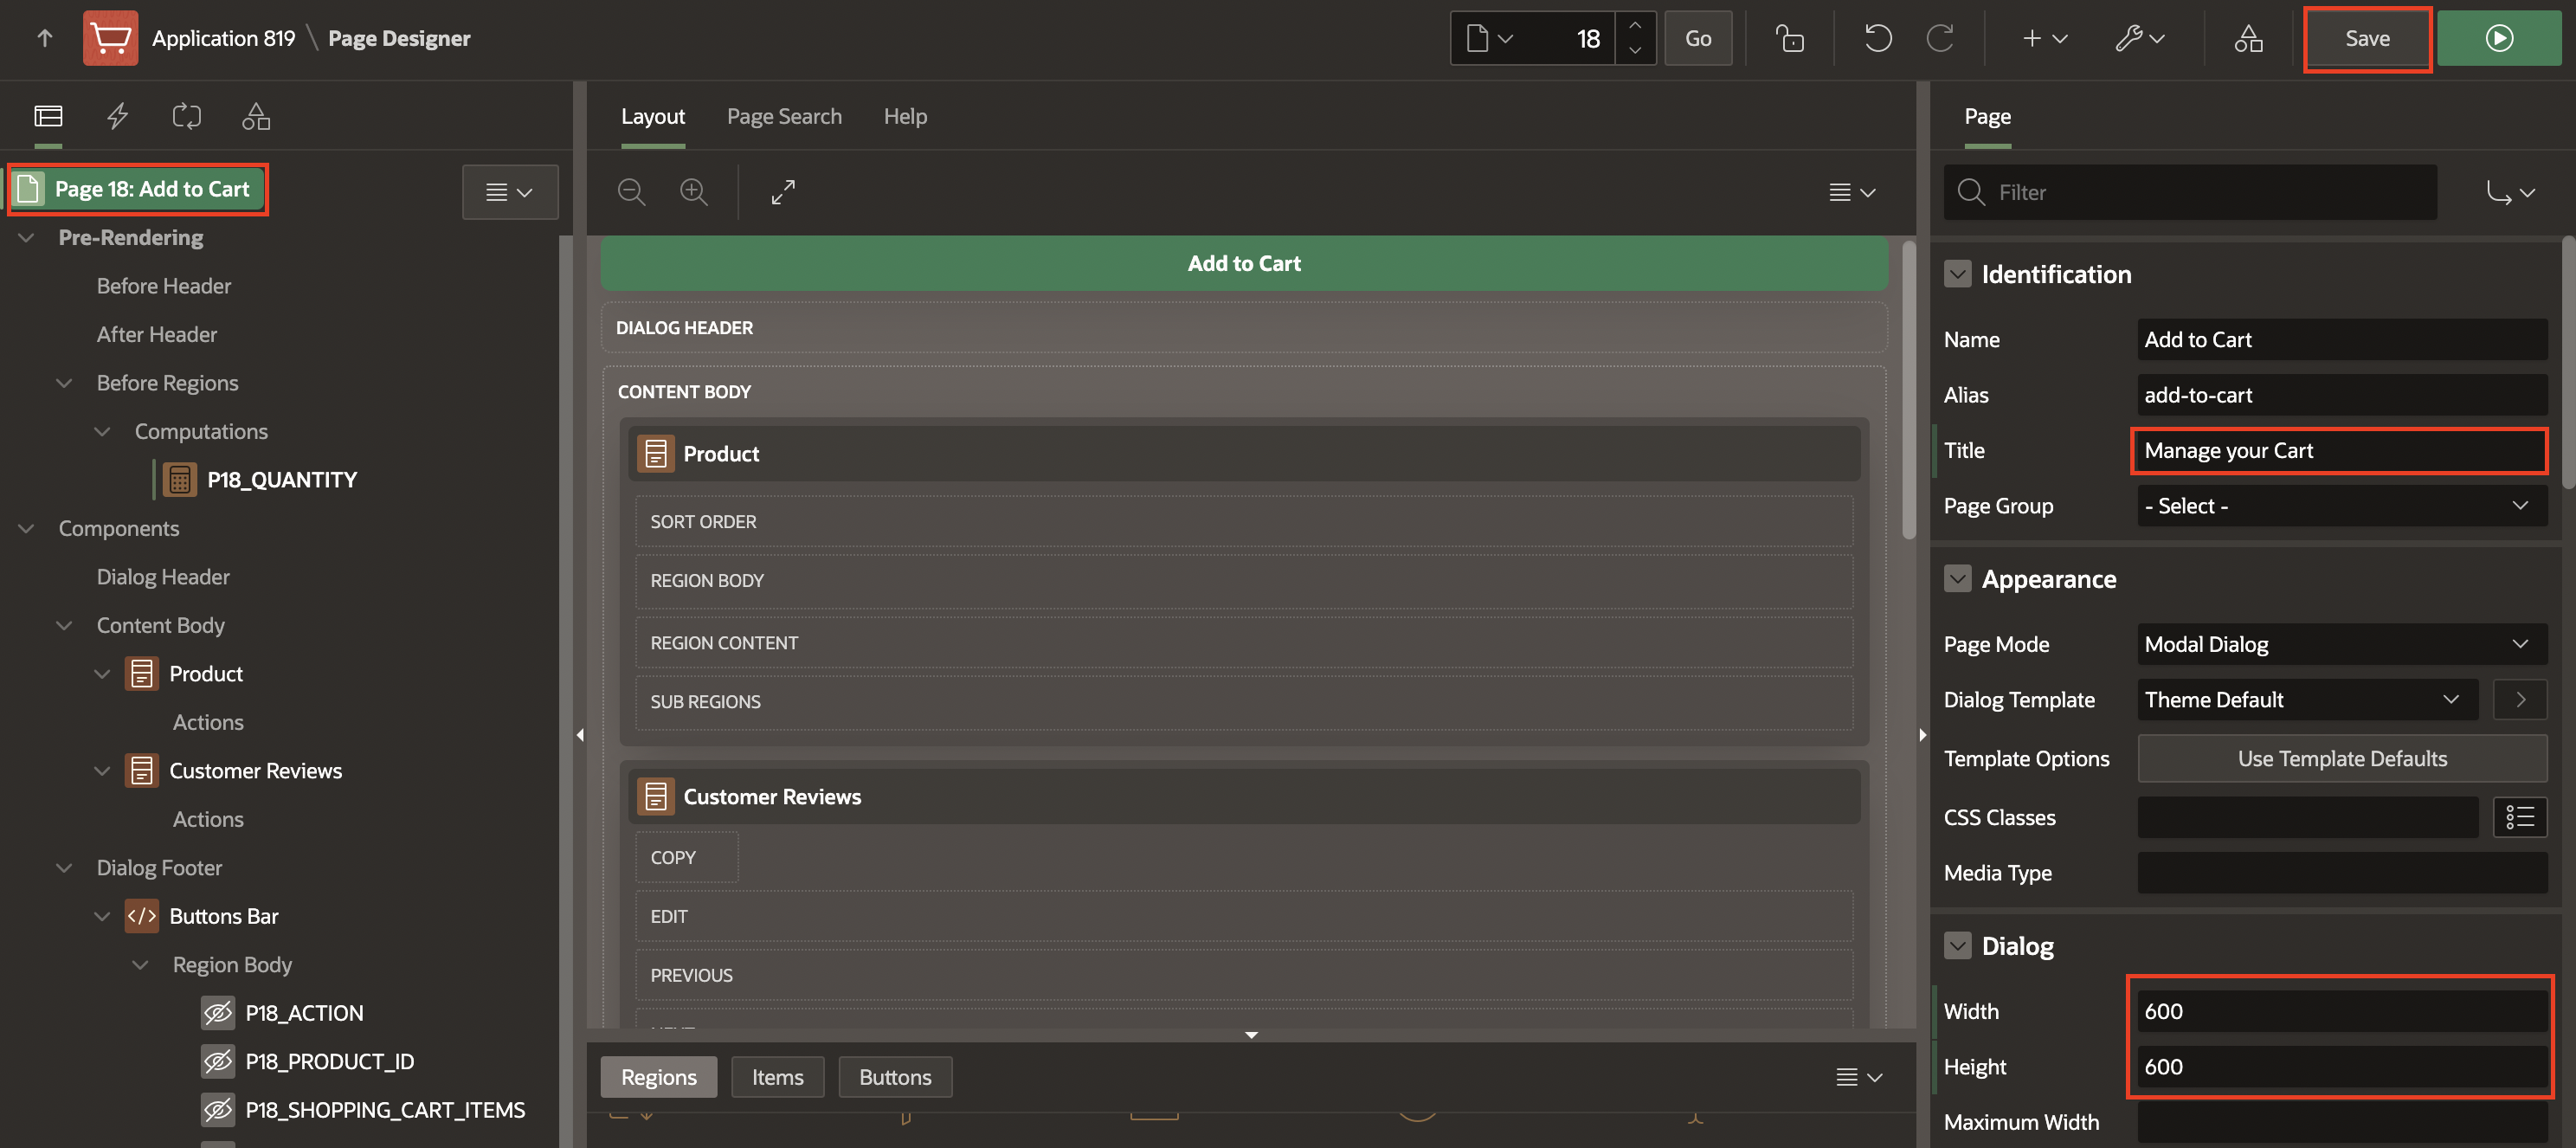 Application 819 \ Page Designer
18
Go
Save
Page 18: Add to Cart
Pre-Rendering
Before Header
After Header
Before Regions
Computations
P18_QUANTITY
Components
Dialog Header
Content Body
Product
Actions
Customer Reviews
Actions
Dialog Footer
Buttons Bar
Region Body
P18_ACTION
P18_PRODUCT_ID
P18_SHOPPING_CART_ITEMS
Layout Page Search Help
Add to Cart
DIALOG HEADER
CONTENT BODY
Product
SORT ORDER
REGION BODY
REGION CONTENT
SUB REGIONS
Customer Reviews
COPY
EDIT
PREVIOUS
Regions Items Buttons
Page
Filter
Identification
Name Add to Cart
Alias add-to-cart
Title Manage your Cart
Page Group - Select -
Appearance
Page Mode Modal Dialog
Dialog Template Theme Default
Template Options Use Template Defaults
CSS Classes
Media Type
Dialog
Width 600
Height 600
Maximum Width